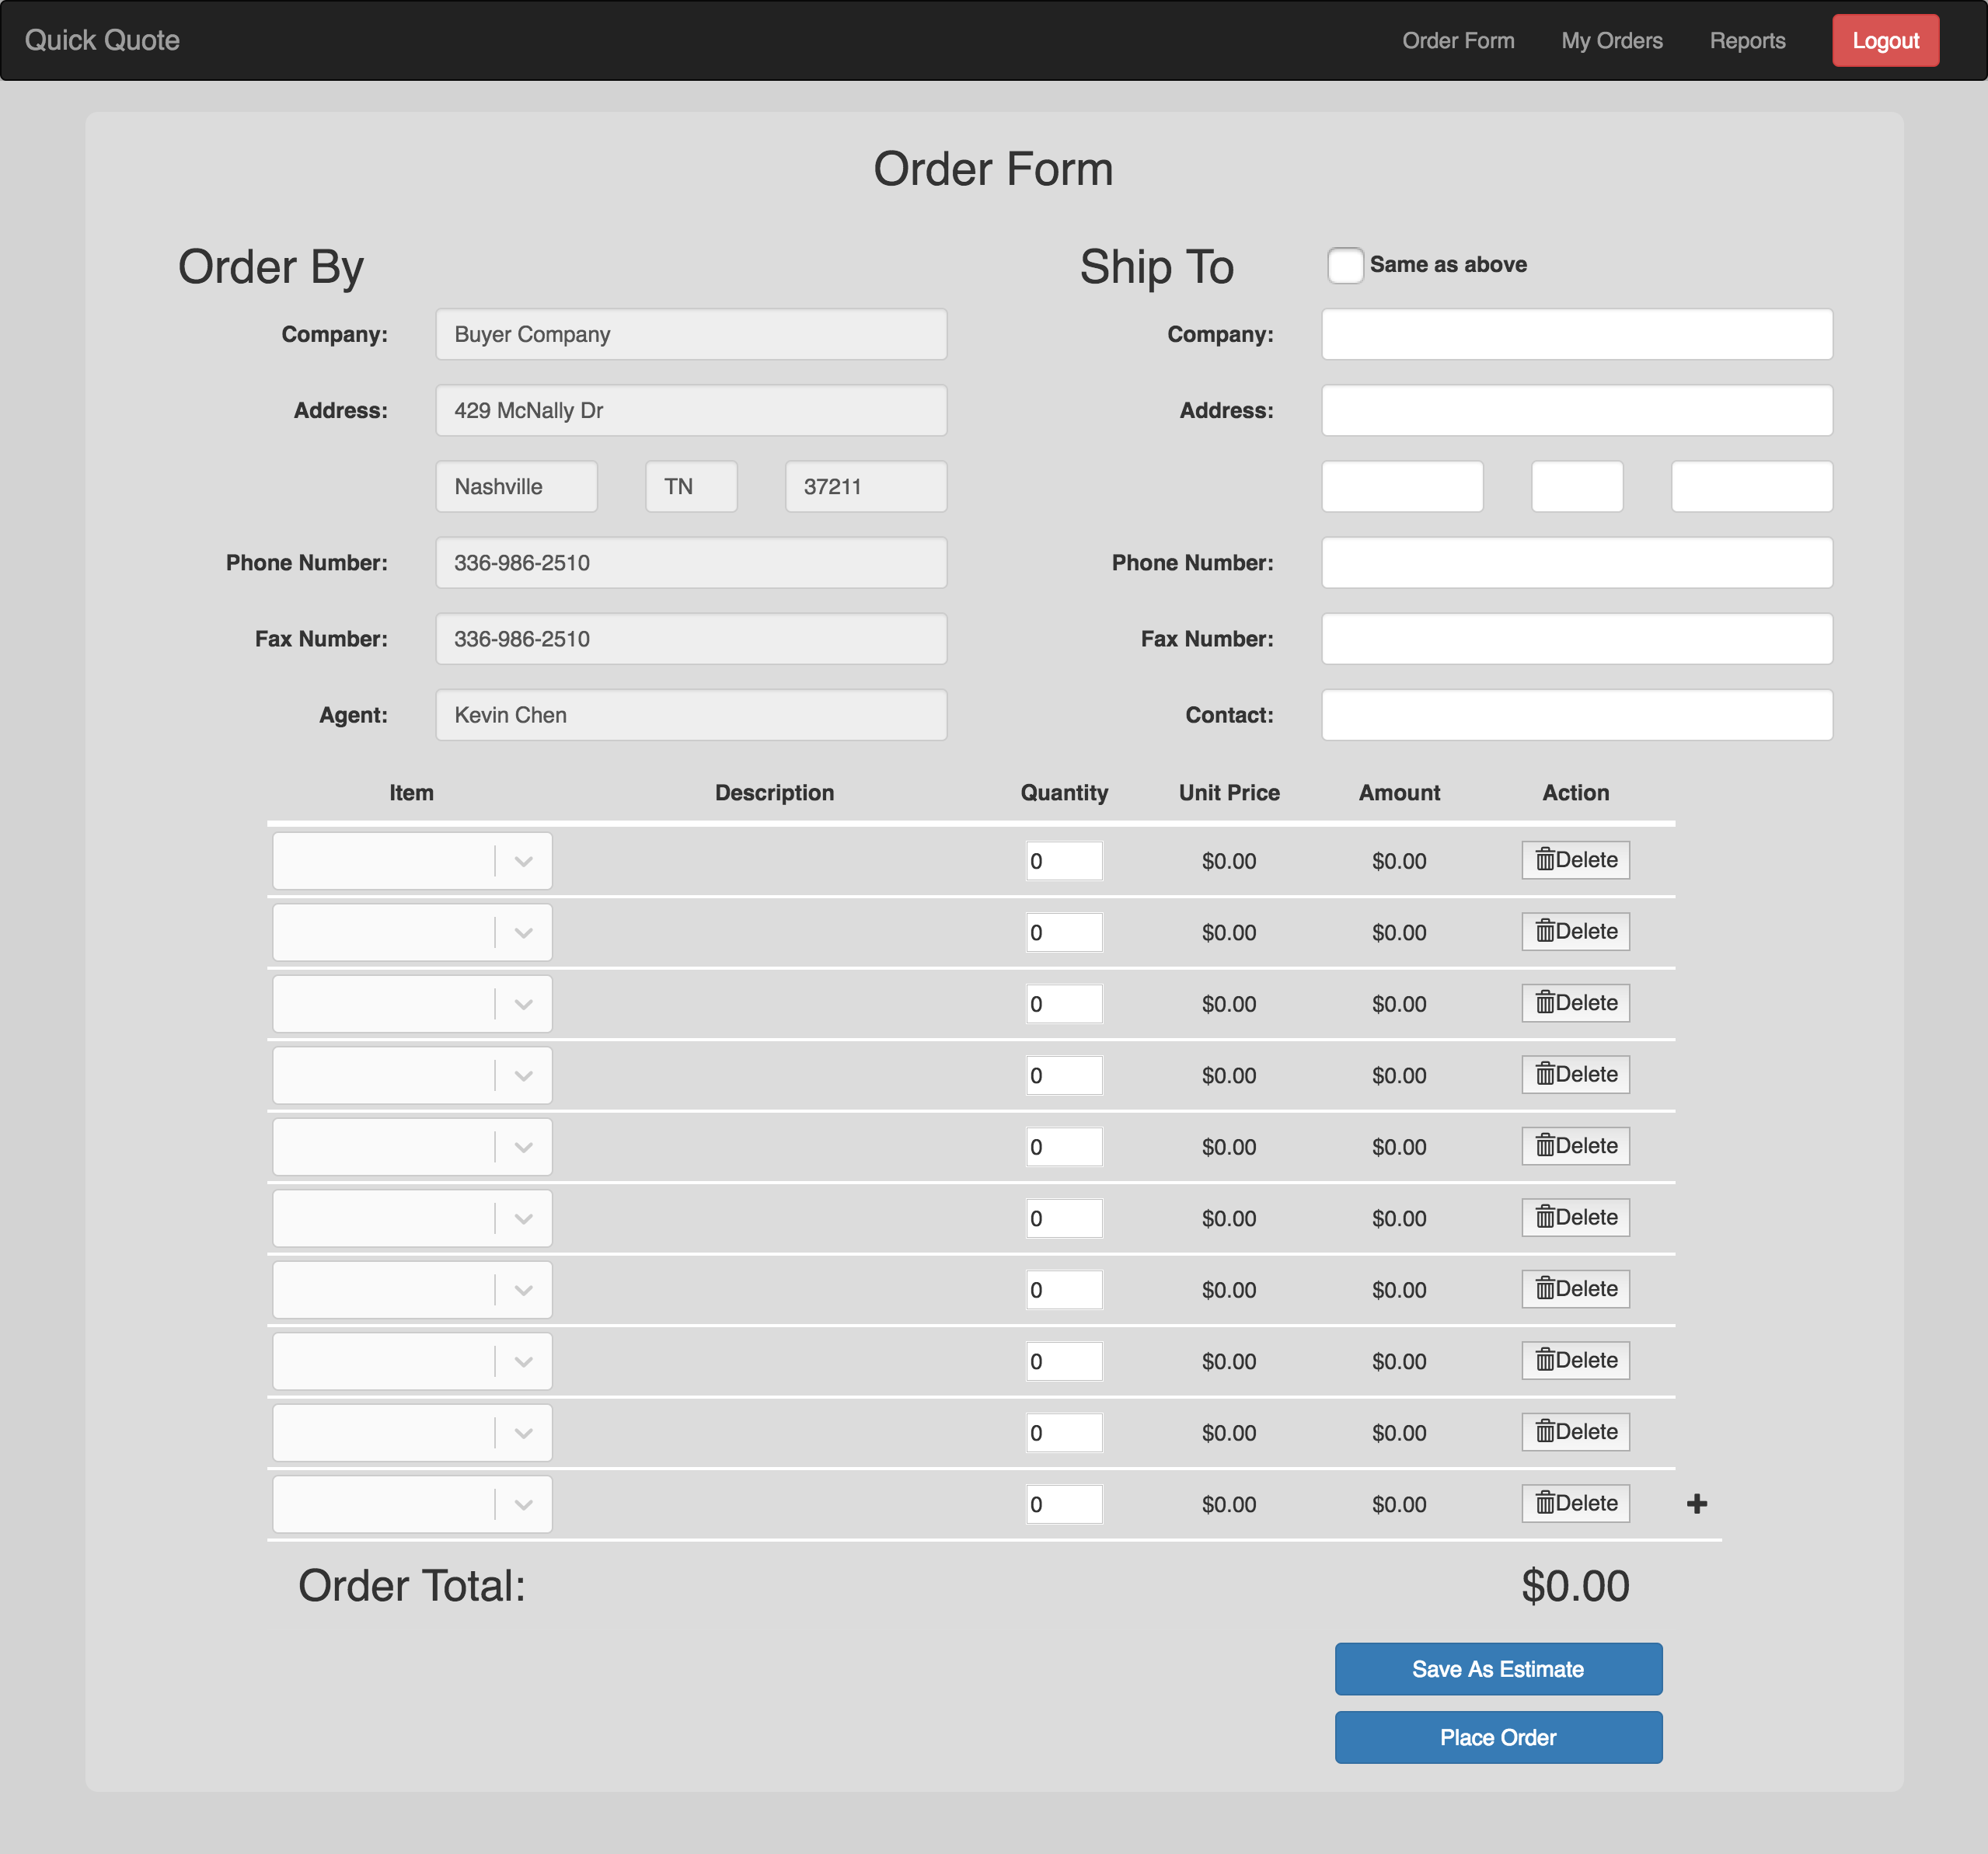 Quick Quote Order Form My Orders Reports Logout
Order Form
Order By
Company: Buyer Company
Address: 429 McNally Dr
Nashville TN 37211
Phone Number: 336-986-2510
Fax Number: 336-986-2510
Agent: Kevin Chen
Ship To Same as above
Company:
Address:
Phone Number:
Fax Number:
Contact:
Item Description Quantity Unit Price Amount Action
0 $0.00 $0.00 Delete
0 $0.00 $0.00 Delete
0 $0.00 $0.00 Delete
0 $0.00 $0.00 Delete
0 $0.00 $0.00 Delete
0 $0.00 $0.00 Delete
0 $0.00 $0.00 Delete
0 $0.00 $0.00 Delete
0 $0.00 $0.00 Delete
0 $0.00 $0.00 Delete
Order Total: $0.00
Save As Estimate
Place Order